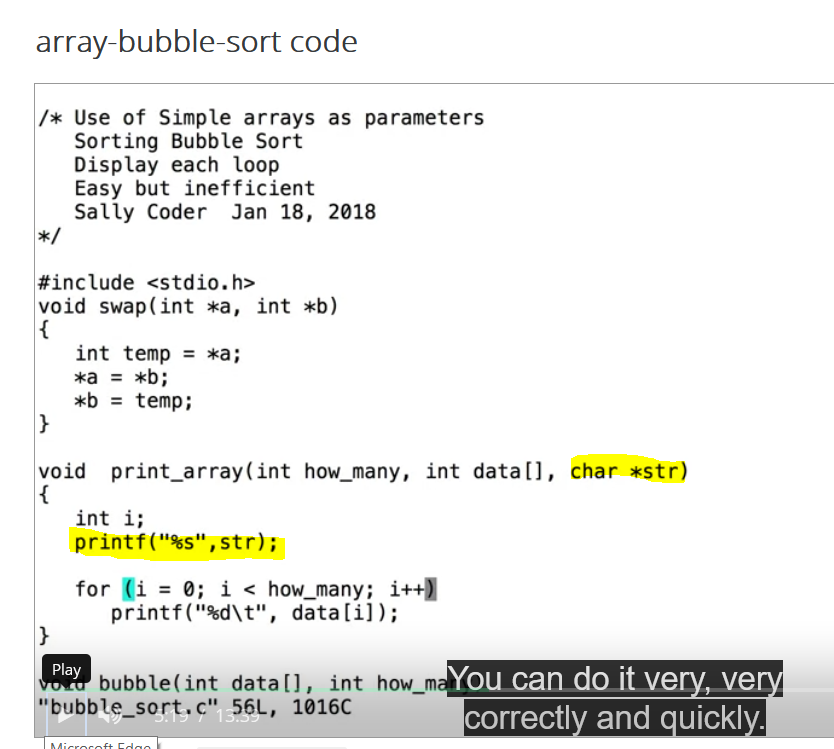 array-bubble-sort code
/* Use of Simple arrays as parameters
   Sorting Bubble Sort
   Display each loop
   Easy but inefficient
   Sally Coder  Jan 18, 2018
*/
#include <stdio.h>
void swap(int *a, int *b)
{
   int temp = *a;
   *a = *b;
   *b = temp;
}
void  print_array(int how_many, int data[], char *str)
{
   int i;
   printf("%s",str);
   for (i = 0; i < how_many; i++)
      printf("%d\t", data[i]);
}
Play
void bubble(int data[], int how_many
You can do it very, very
"bubble_sort.c" 56L, 1016C
5:19 / 13:39
correctly and quickly.
Microsoft Edge